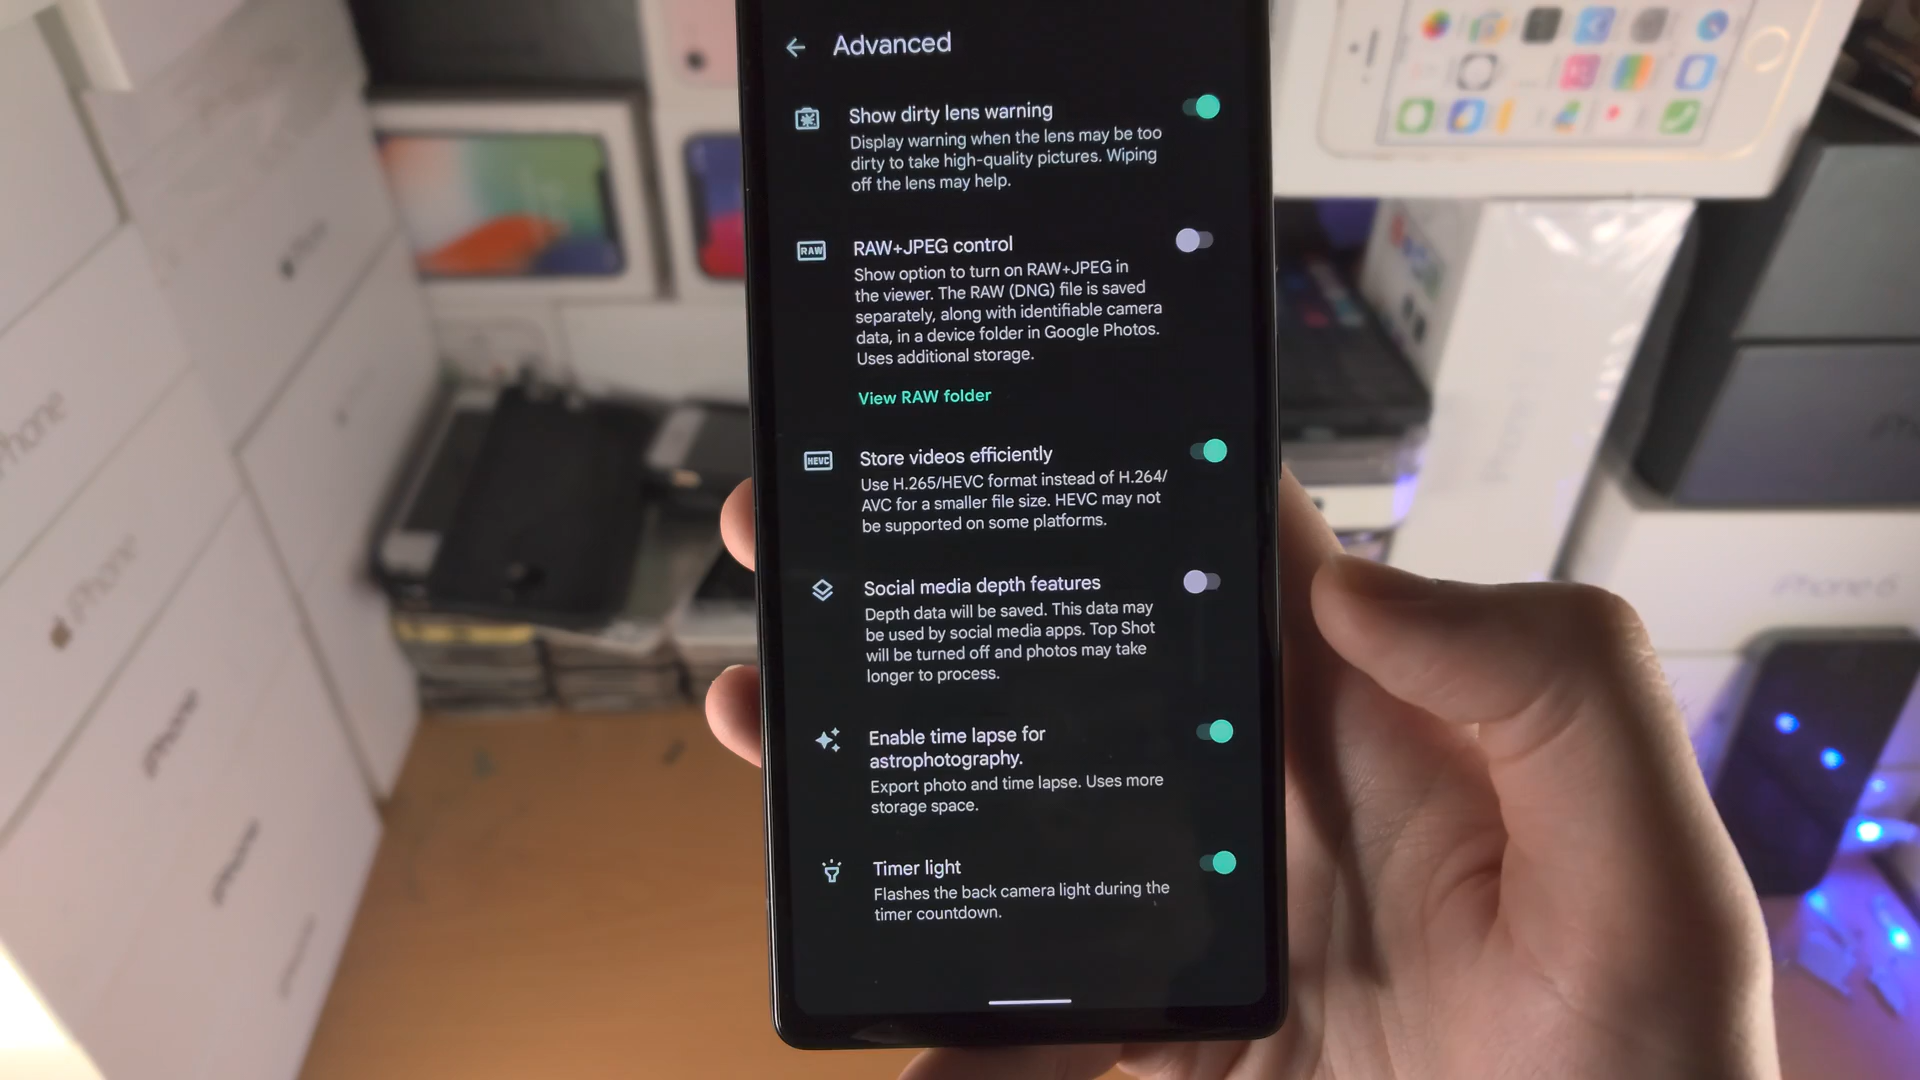 Advanced
Show dirty lens warning
Display warning when the lens may be too
dirty to take high-quality pictures. Wiping
off the lens may help.
RAW
RAW+JPEG control
Show option to turn on RAW+JPEG in
the viewer. The RAW (DNG) file is saved
separately, along with identifiable camera
data, in a device folder in Google Photos.
Uses additional storage.
View RAW folder
HEVC
Store videos efficiently
Use H.265/HEVC format instead of H.264/
AVC for a smaller file size. HEVC may not
be supported on some platforms.
Social media depth features
Depth data will be saved. This data may
be used by social media apps. Top Shot
will be turned off and photos may take
longer to process.
Enable time lapse for
astrophotography.
Export photo and time lapse. Uses more
storage space.
Timer light
Flashes the back camera light during the
timer countdown.
iPhone
iPhone
iPhone
iPhone
iPhone 6